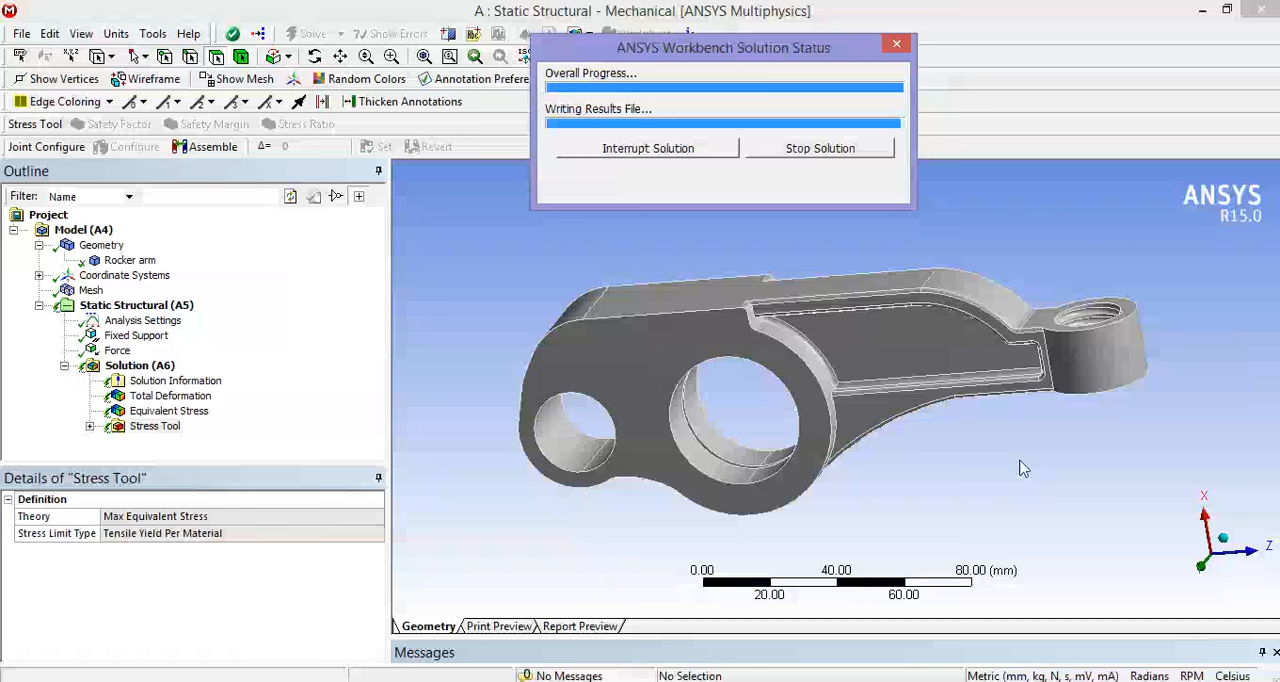 A : Static Structural - Mechanical [ANSYS Multiphysics]
File Edit View Units Tools Help Solve Show Errors
ANSYS Workbench Solution Status
Overall Progress...
Writing Results File...
Interrupt Solution Stop Solution
Show Vertices Wireframe Show Mesh Random Colors Annotation Prefere
Edge Coloring Thicken Annotations
Stress Tool Safety Factor Safety Margin Stress Ratio
Joint Configure Configure Assemble Δ= 0 Set Revert
Outline
Filter: Name
Project
Model (A4)
Geometry
Rocker arm
Coordinate Systems
Mesh
Static Structural (A5)
Analysis Settings
Fixed Support
Force
Solution (A6)
Solution Information
Total Deformation
Equivalent Stress
Stress Tool
Details of "Stress Tool"
Definition
Theory Max Equivalent Stress
Stress Limit Type Tensile Yield Per Material
ANSYS
R15.0
X
Z
0.00 40.00 80.00 (mm)
20.00 60.00
Geometry Print Preview Report Preview
Messages
No Messages No Selection Metric (mm, kg, N, s, mV, mA) Radians RPM Celsius